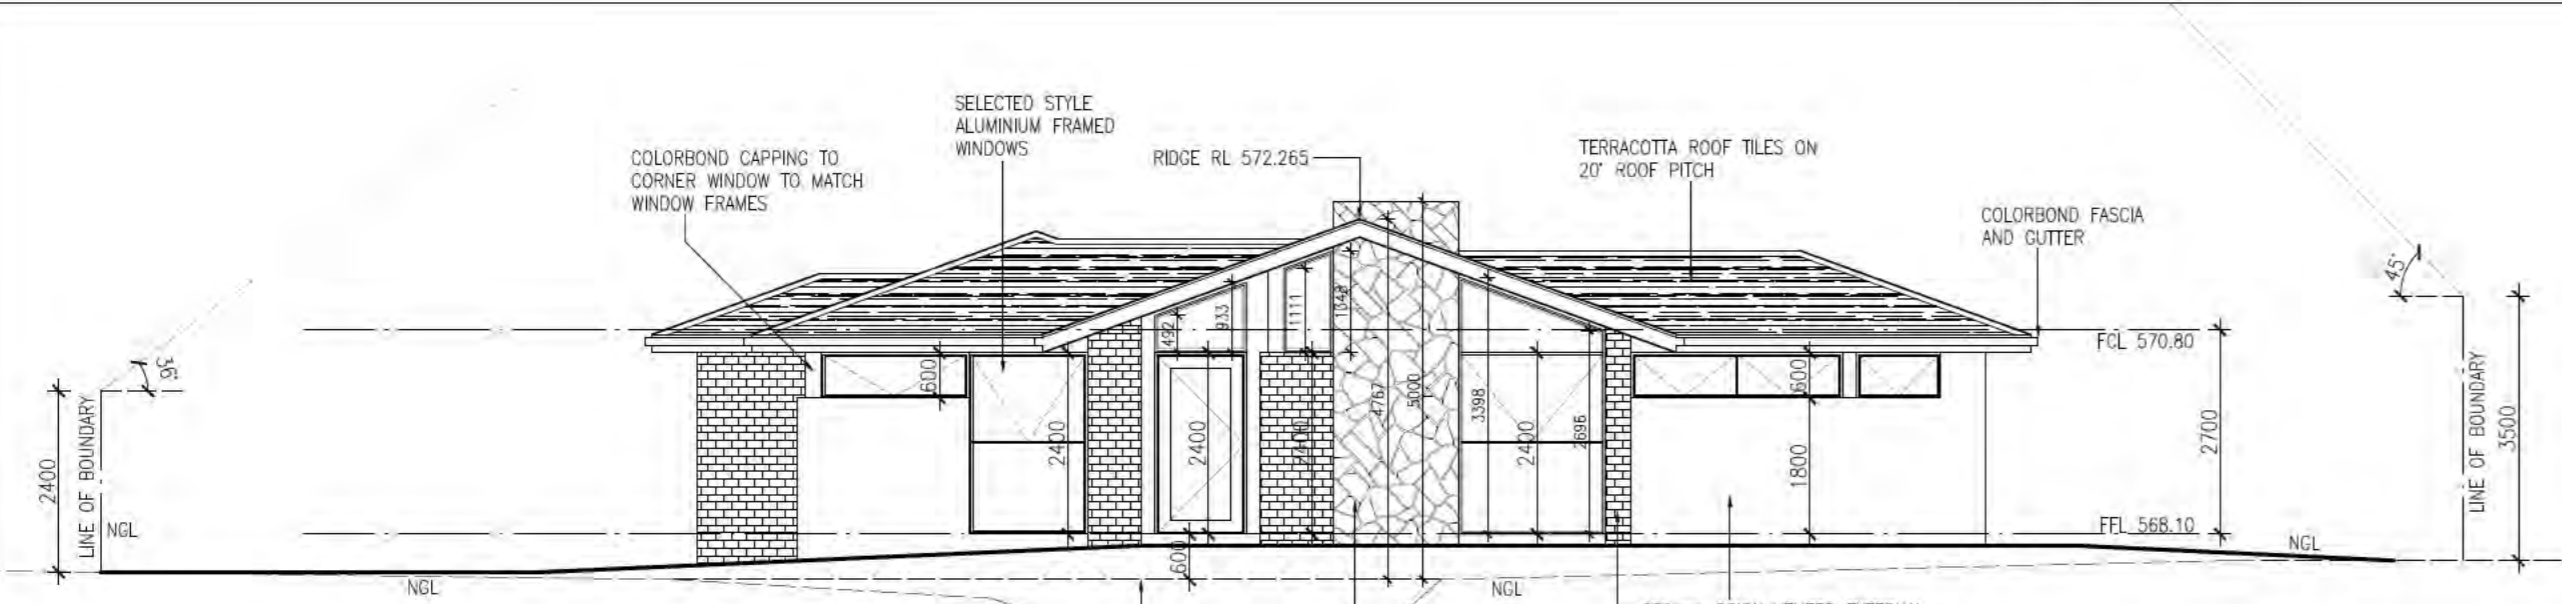 SELECTED STYLE
ALUMINIUM FRAMED
WINDOWS
COLORBOND CAPPING TO
CORNER WINDOW TO MATCH
WINDOW FRAMES
RIDGE RL 572.265
TERRACOTTA ROOF TILES ON
20° ROOF PITCH
COLORBOND FASCIA
AND GUTTER
45°
36°
FCL 570.80
FFL 568.10
2400
LINE OF BOUNDARY
NGL
NGL
600
2400
492
933
1111
1343
2400
2400
600
4767
5000
3398
2400
2696
600
1800
2700
LINE OF BOUNDARY
3500
NGL
NGL